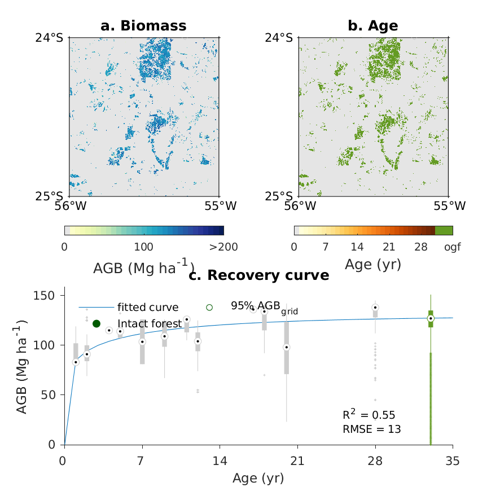 a. Biomass
b. Age
24°S
25°S
56°W
55°W
24°S
25°S
56°W
55°W
0 100 >200
AGB (Mg ha⁻¹)
0 7 14 21 28 ogf
Age (yr)
c. Recovery curve
150
100
50
0
AGB (Mg ha⁻¹)
fitted curve
95% AGB grid
Intact forest
R² = 0.55
RMSE = 13
0 7 14 21 28 35
Age (yr)